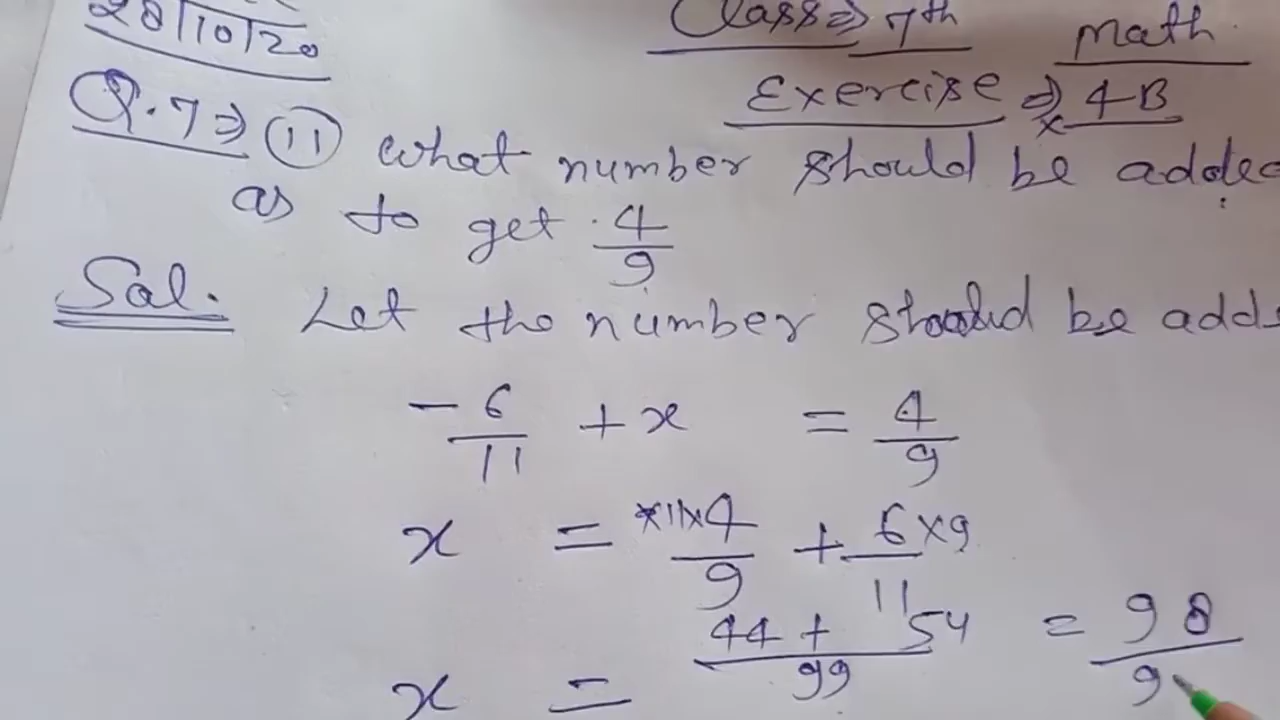 28/10/20 Class ⇒ 7th Math
Exercise ⇒ 4B
Q.7 ⇒ (11) what number should be added
as to get 4/9
Sol. Let the number should be adde
-6/11 + x = 4/9
x = ×11×4/9 + 6×9/11
x = 44 + 54/99 = 98/9